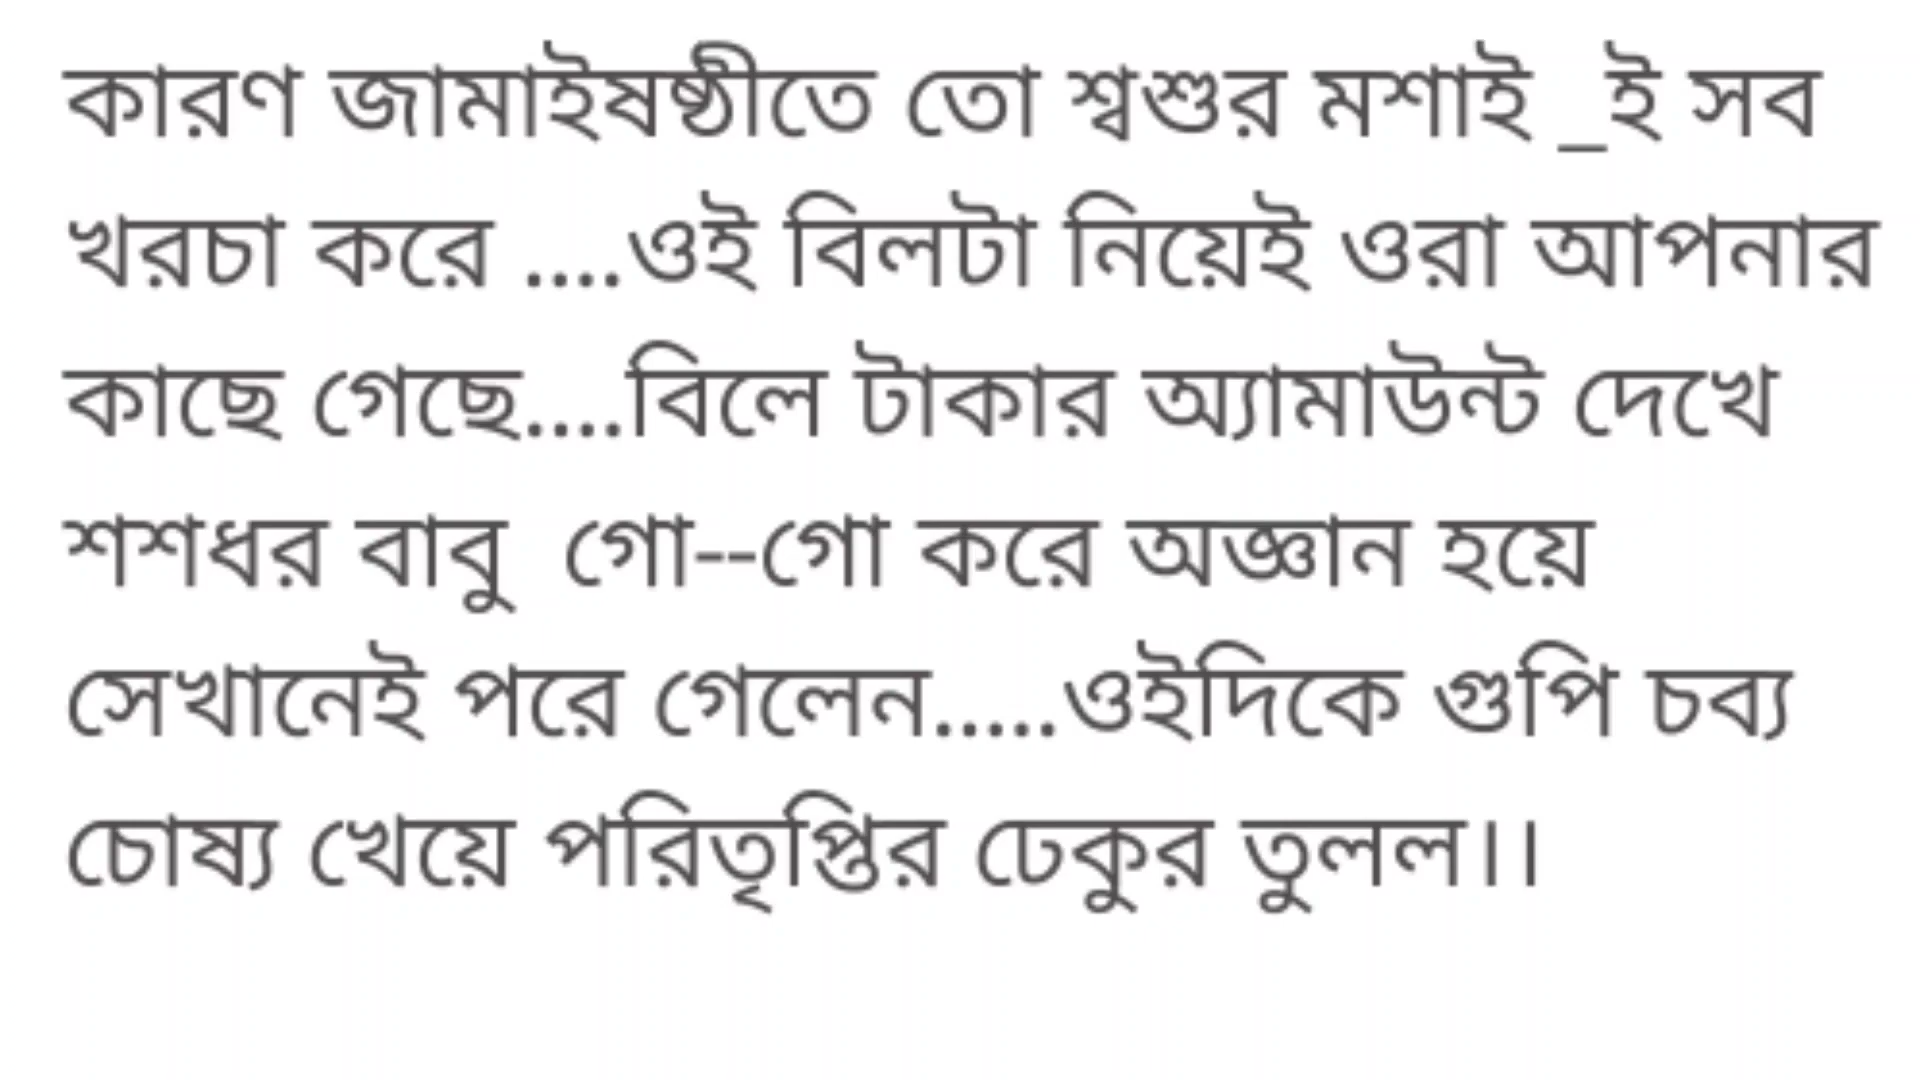 কারণ জামাইষষ্ঠীতে তো শ্বশুর মশাই _ই সব
খরচা করে ....ওই বিলটা নিয়েই ওরা আপনার
কাছে গেছে....বিলে টাকার অ্যামাউন্ট দেখে
শশধর বাবু  গো--গো করে অজ্ঞান হয়ে
সেখানেই পরে গেলেন.....ওইদিকে গুপি চব্য
চোষ্য খেয়ে পরিতৃপ্তির ঢেকুর তুলল।।